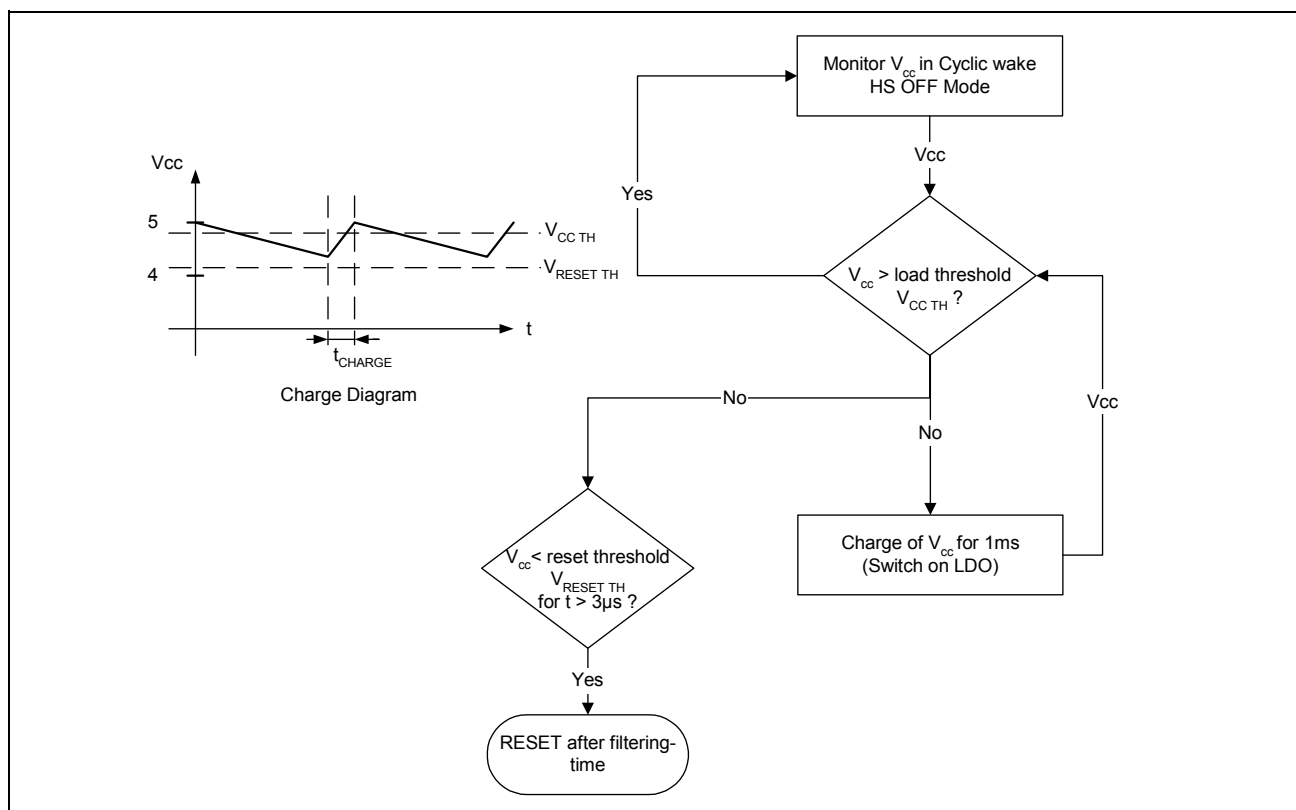 Monitor Vcc in Cyclic wake
HS OFF Mode
Vcc
Yes
Vcc > load threshold
VCC TH ?
Vcc
No
No
Charge of Vcc for 1ms
(Switch on LDO)
Vcc< reset threshold
VRESET TH
for t > 3µs ?
Yes
RESET after filtering-
time
Vcc
5
4
VCC TH
VRESET TH
t
tCHARGE
Charge Diagram